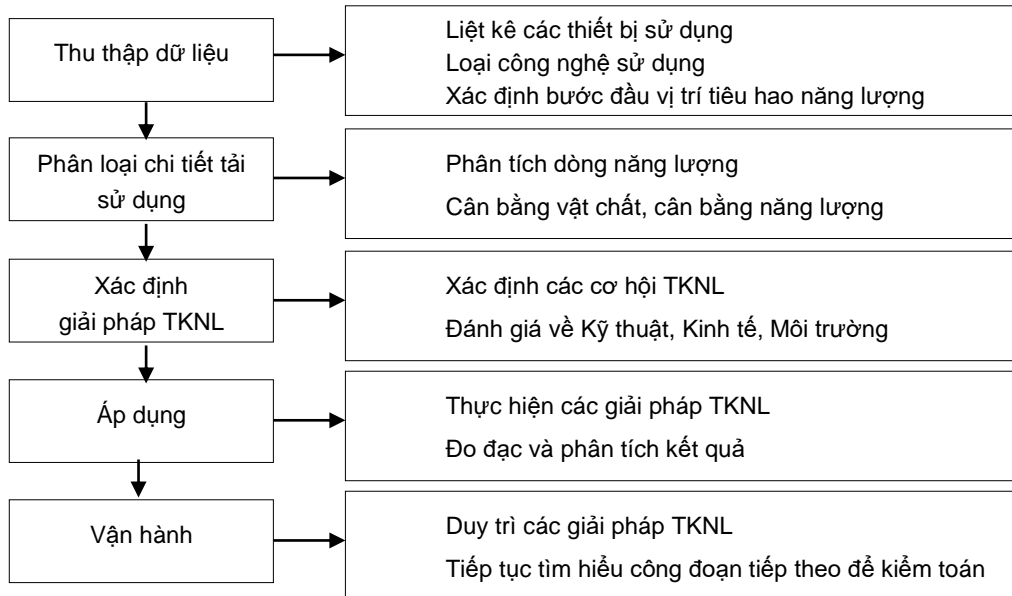 Thu thập dữ liệu
Liệt kê các thiết bị sử dụng
Loại công nghệ sử dụng
Xác định bước đầu vị trí tiêu hao năng lượng
Phân loại chi tiết tải
sử dụng
Phân tích dòng năng lượng
Cân bằng vật chất, cân bằng năng lượng
Xác định
giải pháp TKNL
Xác định các cơ hội TKNL
Đánh giá về Kỹ thuật, Kinh tế, Môi trường
Áp dụng
Thực hiện các giải pháp TKNL
Đo đạc và phân tích kết quả
Vận hành
Duy trì các giải pháp TKNL
Tiếp tục tìm hiểu công đoạn tiếp theo để kiểm toán